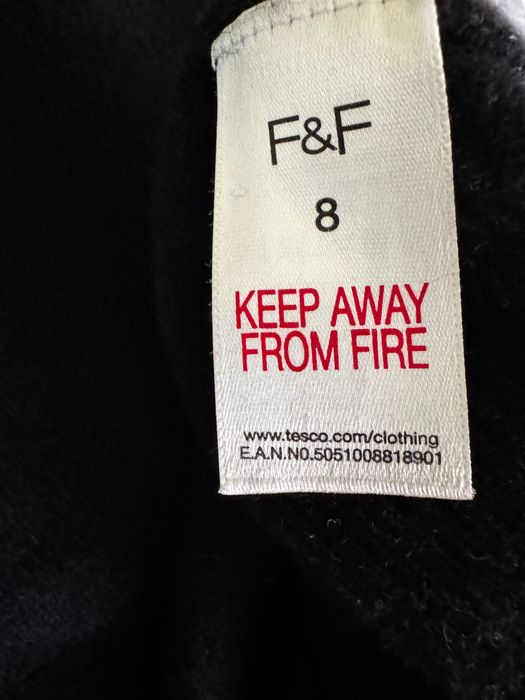 F&F
8
KEEP AWAY
FROM FIRE
www.tesco.com/clothing
E.A.N.NO.5051008818901